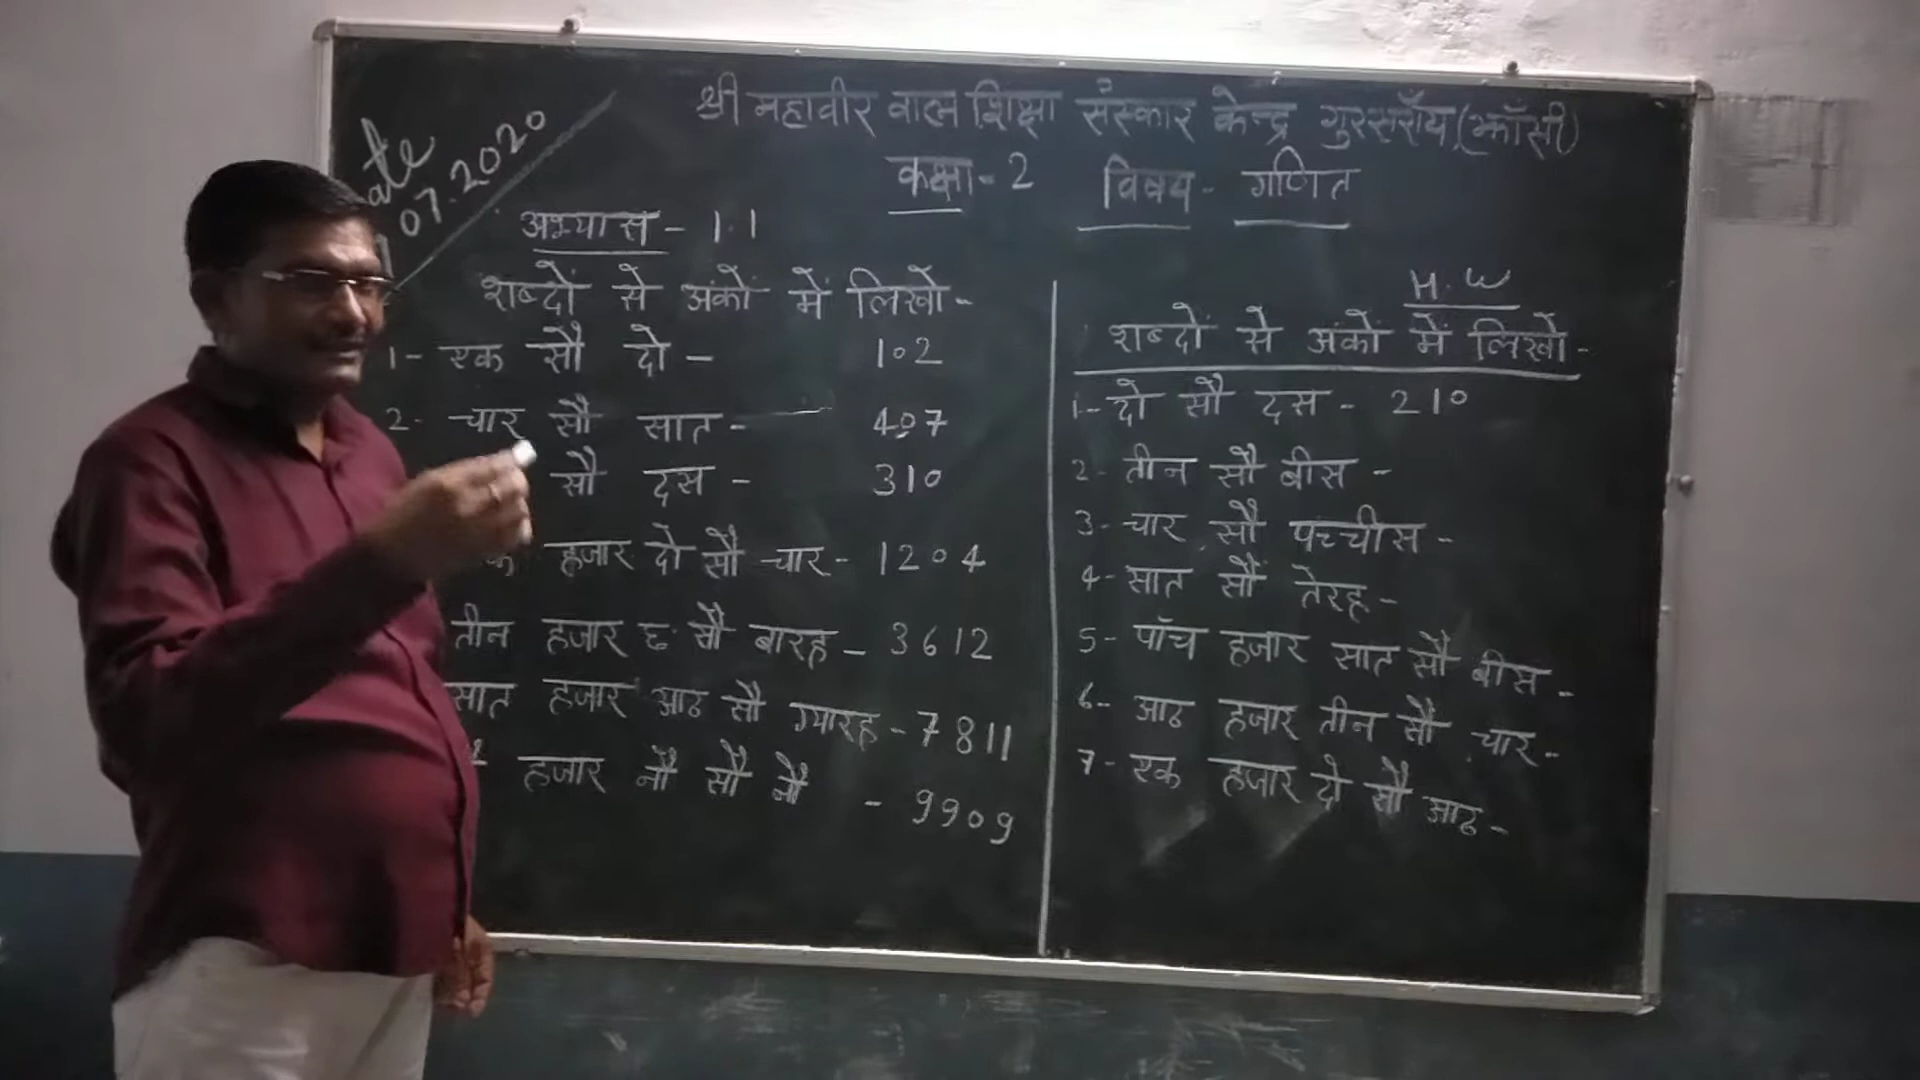 श्री महावीर बाल शिक्षा संस्कार केन्द्र गुरसराँय (झाँसी)
ate
07.2020
कक्षा - 2 विषय - गणित
अभ्यास - 1.1
शब्दों से अंकों में लिखो -
1- एक सौ दो - 102
2- चार सौ सात - 407
सौ दस - 310
हजार दो सौ चार - 1204
तीन हजार छः सौ बारह - 3612
सात हजार आठ सौ ग्यारह - 7811
हजार नौ सौ नौ - 9909
H.W
शब्दों से अंकों में लिखो -
1- दो सौ दस - 210
2- तीन सौ बीस -
3- चार सौ पच्चीस -
4- सात सौ तेरह -
5- पाँच हजार सात सौ बीस -
6- आठ हजार तीन सौ चार -
7- एक हजार दो सौ आठ -